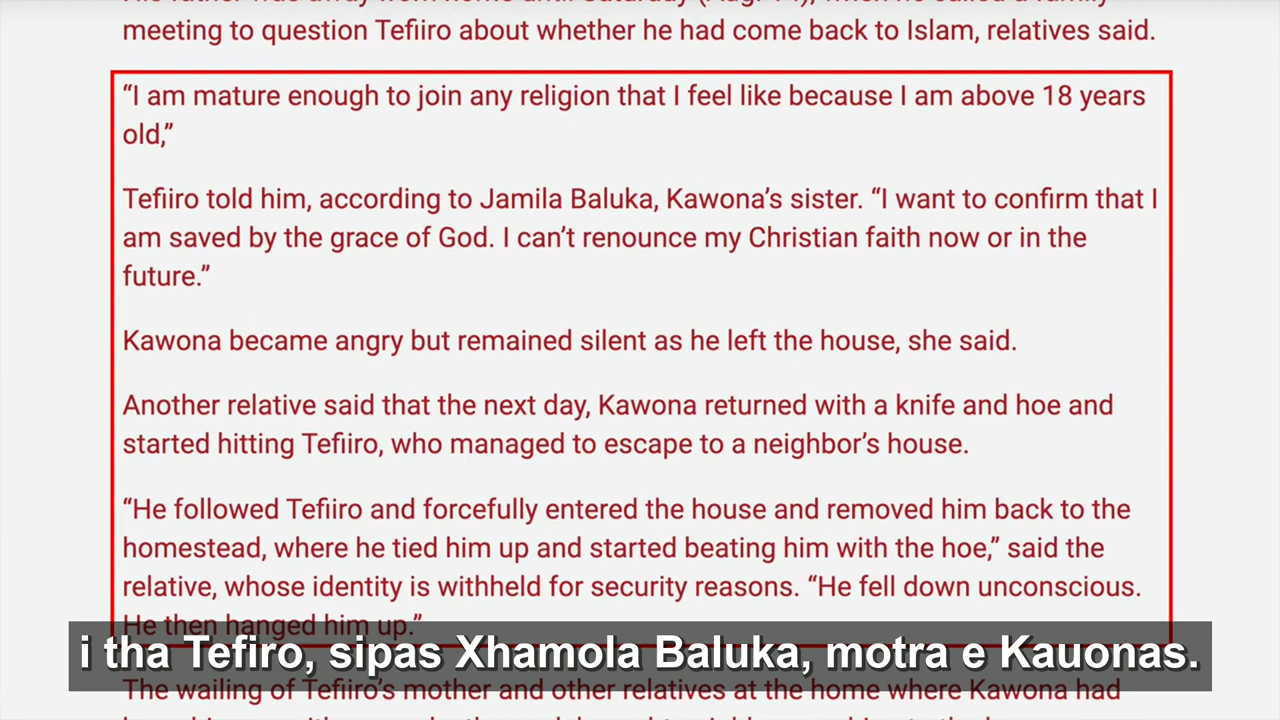 meeting to question Tefiiro about whether he had come back to Islam, relatives said.
“I am mature enough to join any religion that I feel like because I am above 18 years
old,”
Tefiiro told him, according to Jamila Baluka, Kawona’s sister. “I want to confirm that I
am saved by the grace of God. I can’t renounce my Christian faith now or in the
future.”
Kawona became angry but remained silent as he left the house, she said.
Another relative said that the next day, Kawona returned with a knife and hoe and
started hitting Tefiiro, who managed to escape to a neighbor’s house.
“He followed Tefiiro and forcefully entered the house and removed him back to the
homestead, where he tied him up and started beating him with the hoe,” said the
relative, whose identity is withheld for security reasons. “He fell down unconscious.
He then hanged him up.”
i tha Tefiro, sipas Xhamola Baluka, motra e Kauonas.
The wailing of Tefiiro’s mother and other relatives at the home where Kawona had